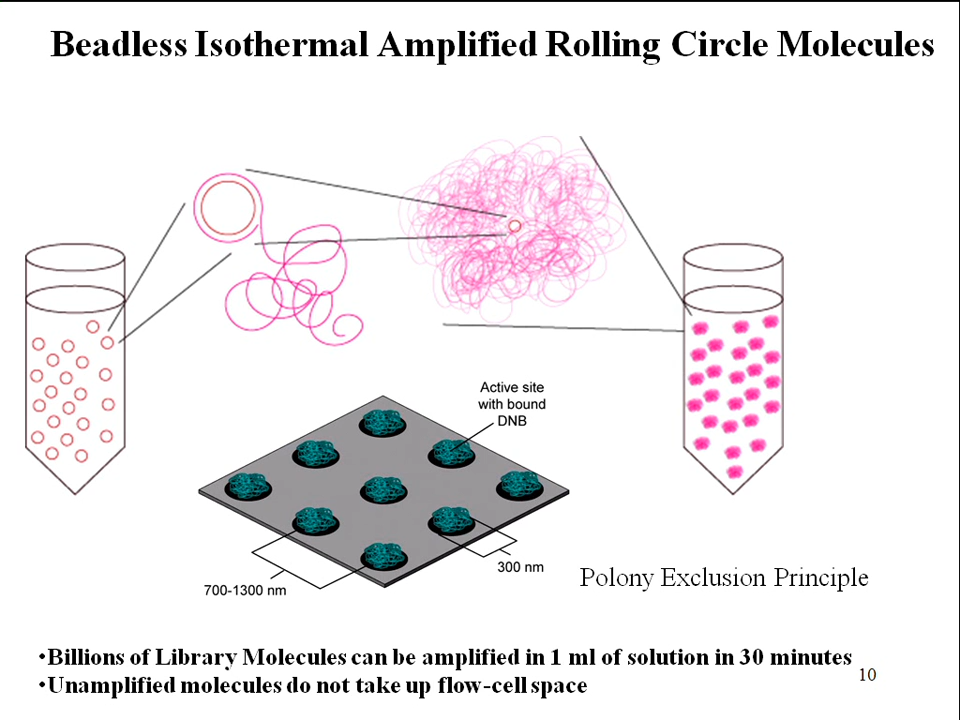 Beadless Isothermal Amplified Rolling Circle Molecules
Active site
with bound
DNB
300 nm
700-1300 nm
Polony Exclusion Principle
•Billions of Library Molecules can be amplified in 1 ml of solution in 30 minutes
10
•Unamplified molecules do not take up flow-cell space